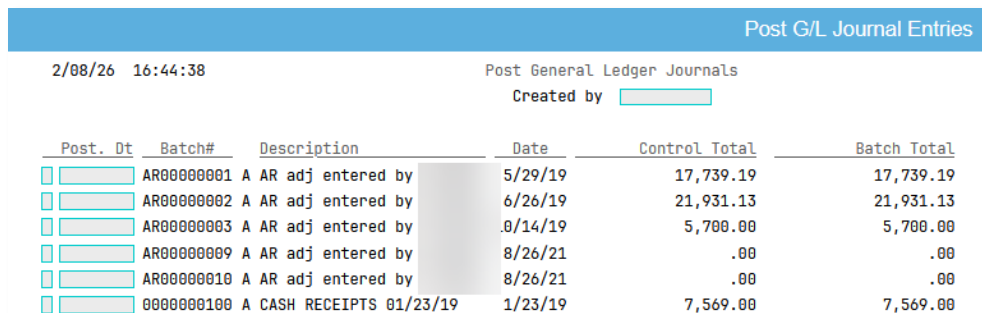 Post G/L Journal Entries
2/08/26 16:44:38 Post General Ledger Journals
Created by
Post. Dt Batch# Description Date Control Total Batch Total
AR00000001 A AR adj entered by 5/29/19 17,739.19 17,739.19
AR00000002 A AR adj entered by 6/26/19 21,931.13 21,931.13
AR00000003 A AR adj entered by 0/14/19 5,700.00 5,700.00
AR00000009 A AR adj entered by 8/26/21 .00 .00
AR00000010 A AR adj entered by 8/26/21 .00 .00
0000000100 A CASH RECEIPTS 01/23/19 1/23/19 7,569.00 7,569.00